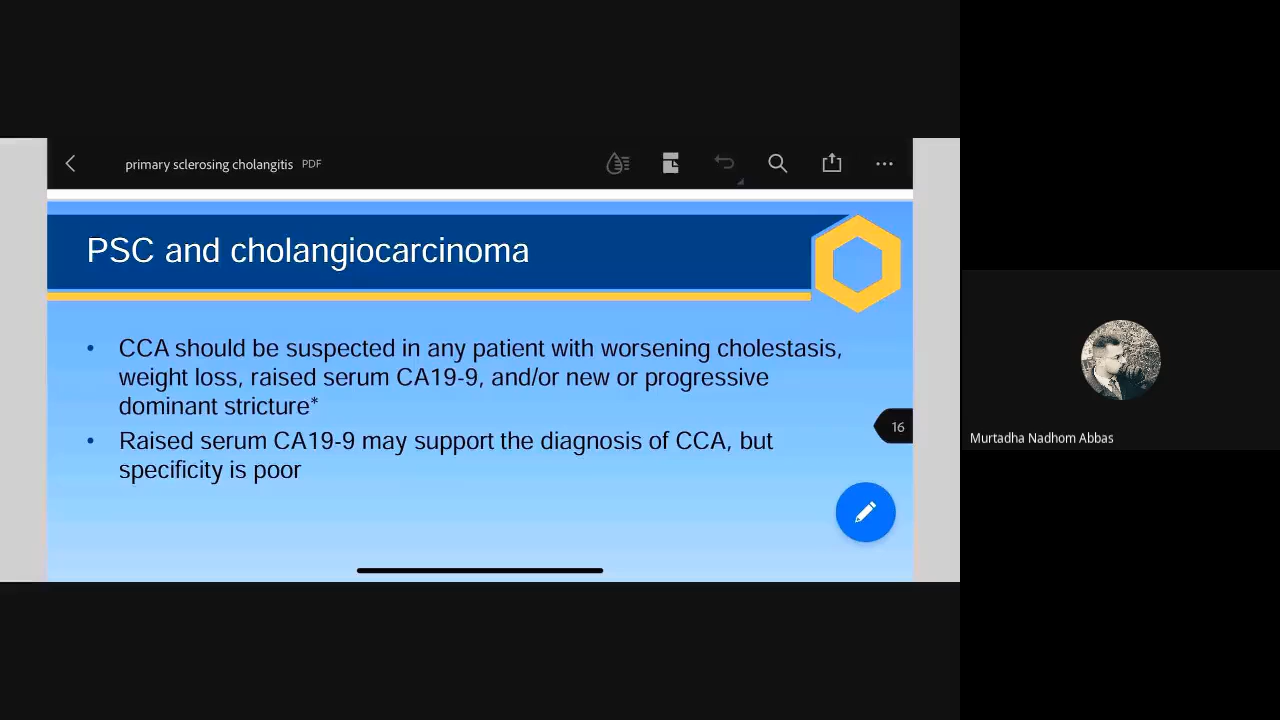 primary sclerosing cholangitis PDF
PSC and cholangiocarcinoma
• CCA should be suspected in any patient with worsening cholestasis,
weight loss, raised serum CA19-9, and/or new or progressive
dominant stricture*
• Raised serum CA19-9 may support the diagnosis of CCA, but
specificity is poor
16
Murtadha Nadhom Abbas